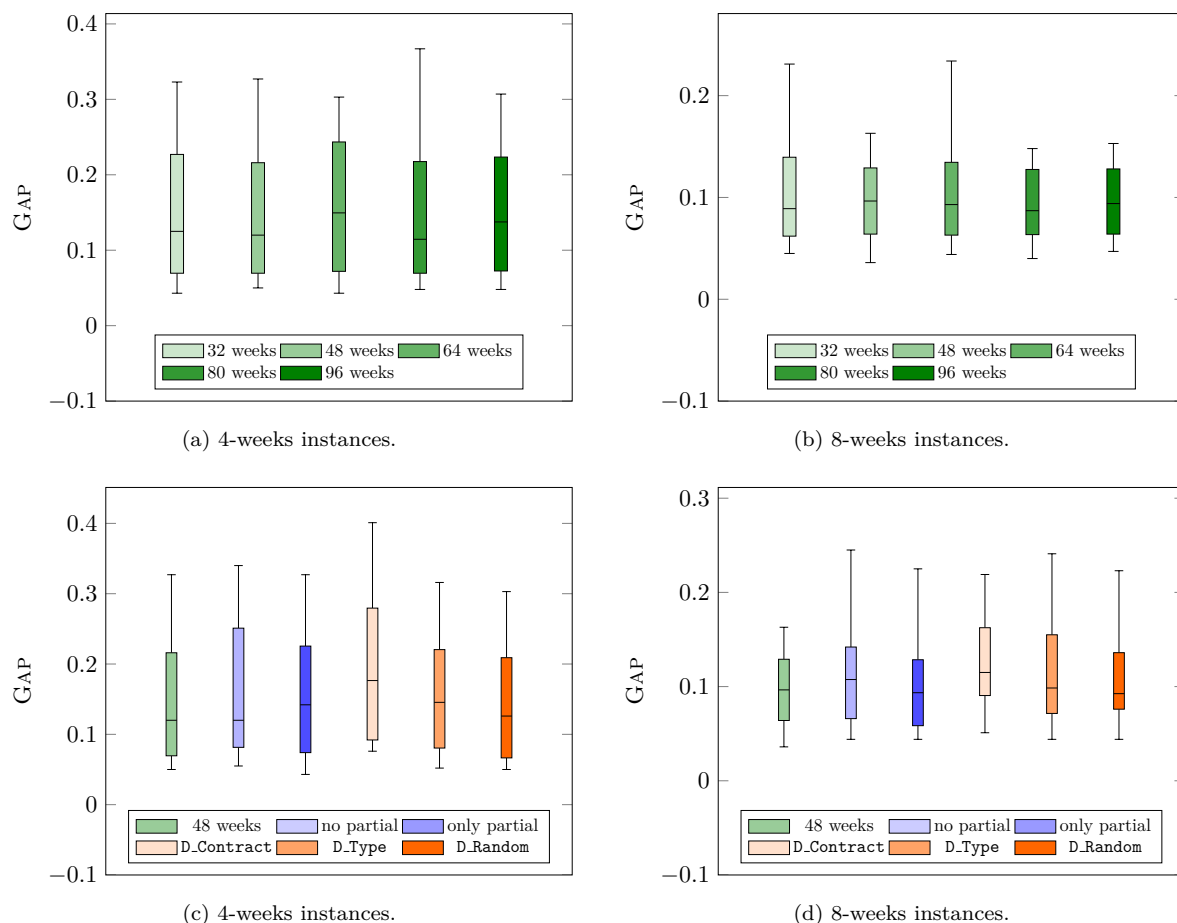 0.4
0.3
0.2
0.1
0
−0.1
GAP
32 weeks 48 weeks 64 weeks
80 weeks 96 weeks
(a) 4-weeks instances.
0.2
0.1
0
−0.1
GAP
32 weeks 48 weeks 64 weeks
80 weeks 96 weeks
(b) 8-weeks instances.
0.4
0.3
0.2
0.1
0
−0.1
GAP
48 weeks no partial only partial
D_Contract D_Type D_Random
(c) 4-weeks instances.
0.3
0.2
0.1
0
−0.1
GAP
48 weeks no partial only partial
D_Contract D_Type D_Random
(d) 8-weeks instances.